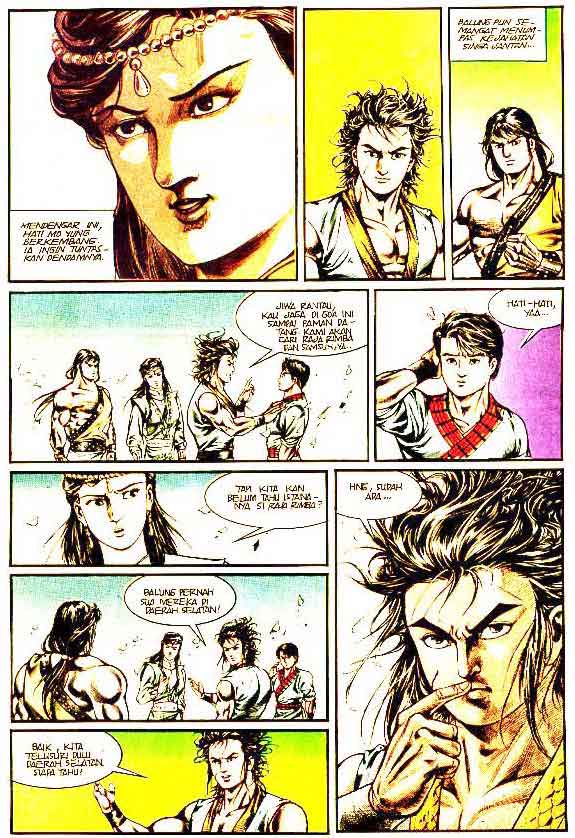 MENDENGAR INI,
HATI MO YUNG
BERKEMBANG
IA INGIN TUNTAS-
KAN DENDAMNYA.
BALUNG PUN SE-
MANGAT MENUM-
PAS KEJAHATAN
SINGA JANTAN...
JIWA RANTAU,
KAU JAGA DI GOA INI
SAMPAI PAMAN DA-
TANG. KAMI AKAN
CARI RAJA RIMBA
DAN SAMSU, YA...
HATI-HATI,
YAA...
TAPI KITA KAN
BELUM TAHU ISTANA-
NYA SI RAJA RIMBA?
HNG, SUDAH
APA...
BALUNG PERNAH
SUA MEREKA DI
DAERAH SELATAN!
BAIK, KITA
TELUSURI DULU
DAERAH SELATAN.
SIAPA TAHU?